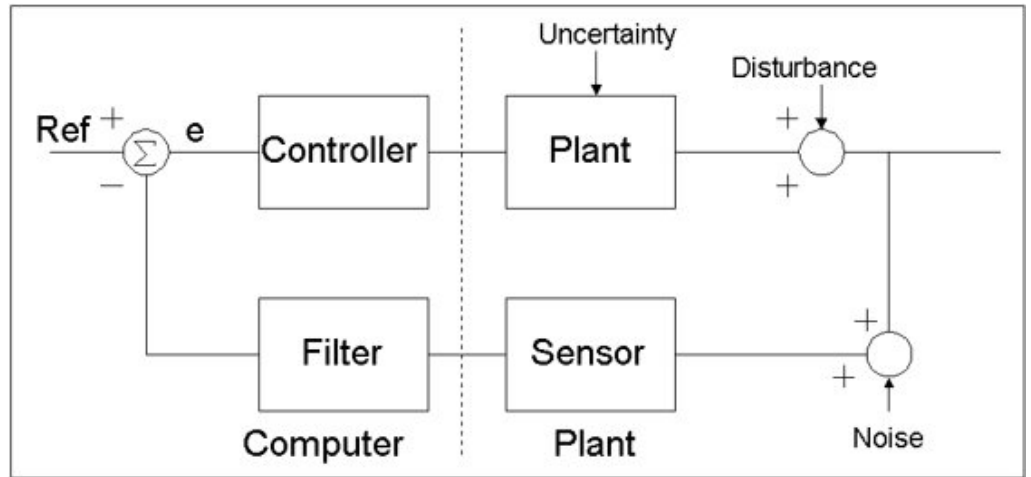 Uncertainty
Disturbance
Ref + e Controller Plant +
Σ
− +
Filter Sensor + +
Computer Plant Noise